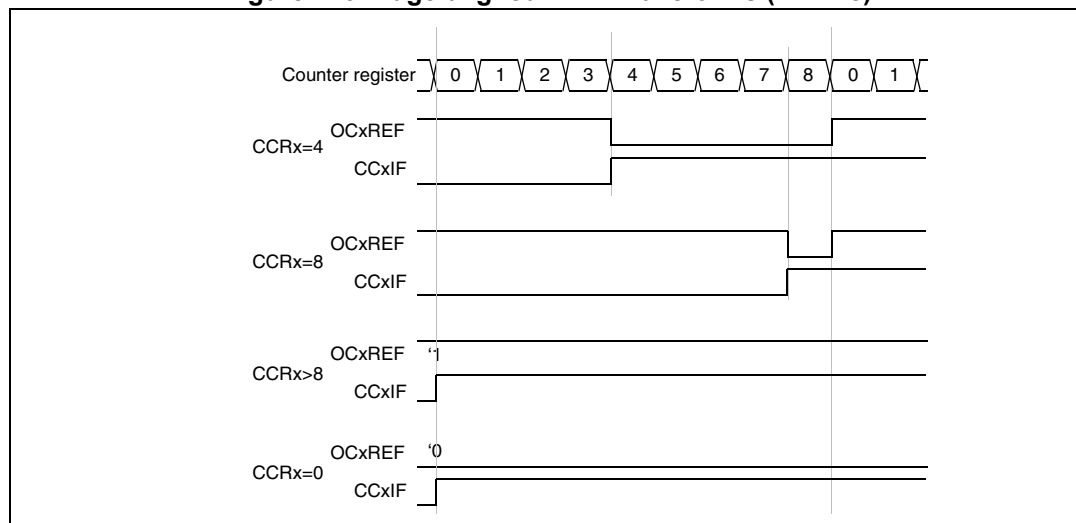 Counter register 0 1 2 3 4 5 6 7 8 0 1
OCxREF
CCRx=4
CCxIF
OCxREF
CCRx=8
CCxIF
OCxREF ‘1
CCRx>8
CCxIF
OCxREF ‘0
CCRx=0
CCxIF